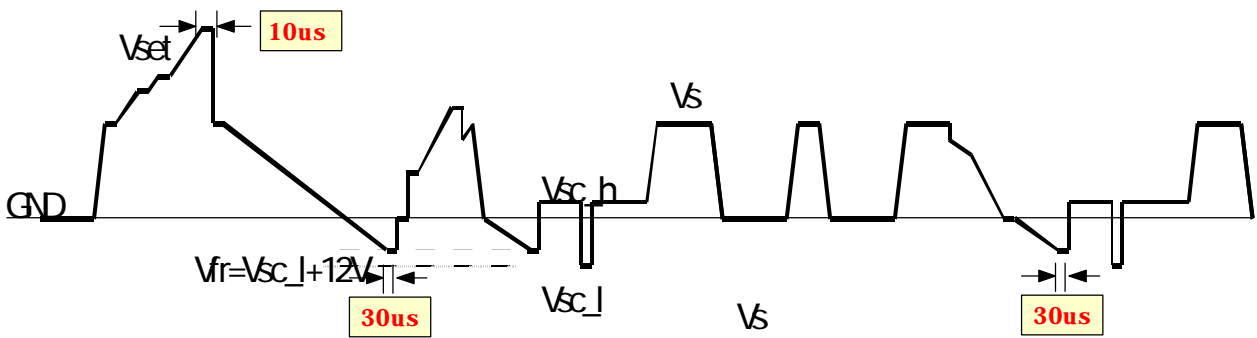 10us
Vset
Vs
Vsc_h
GND
Vfr=Vsc_l+12V
Vsc_l
30us
Vs
30us